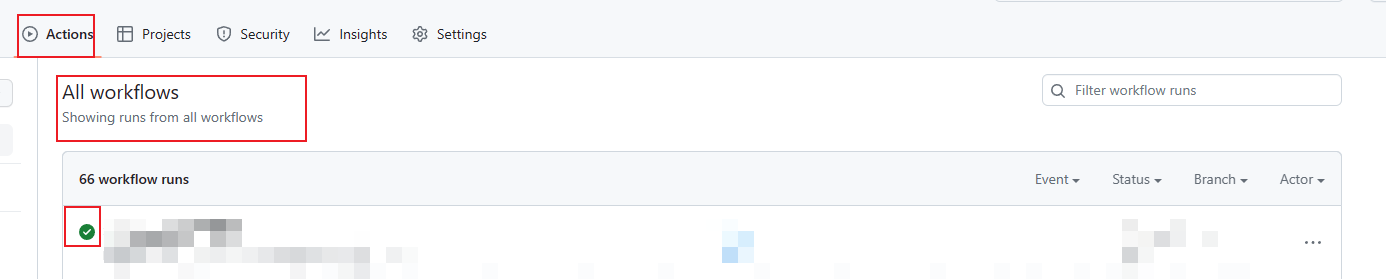 Actions Projects Security Insights Settings
All workflows
Filter workflow runs
Showing runs from all workflows
66 workflow runs Event Status Branch Actor